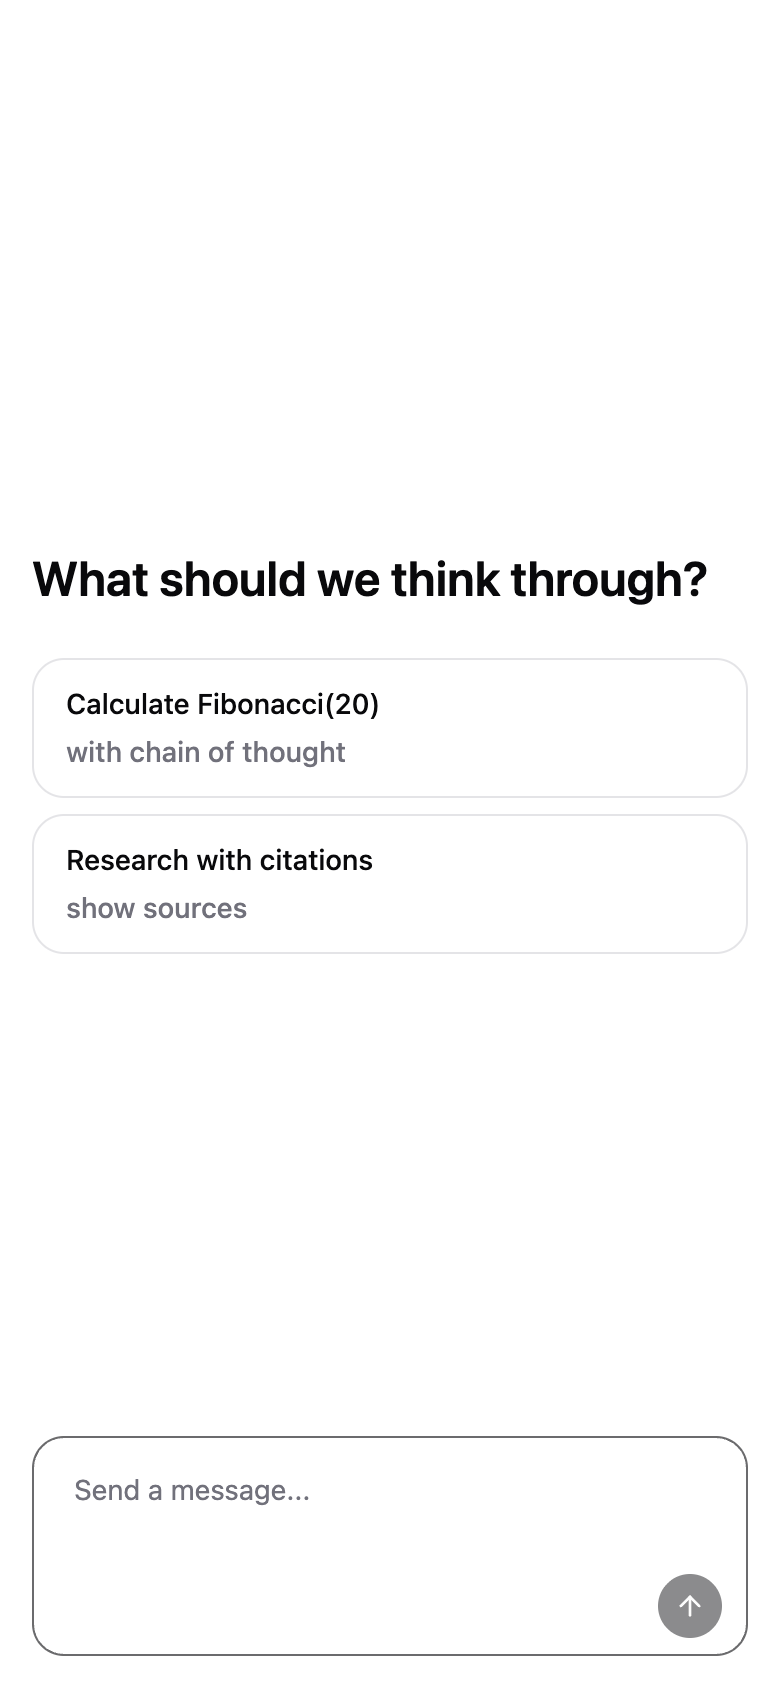 What should we think through?
Calculate Fibonacci(20)
with chain of thought
Research with citations
show sources
Send a message...